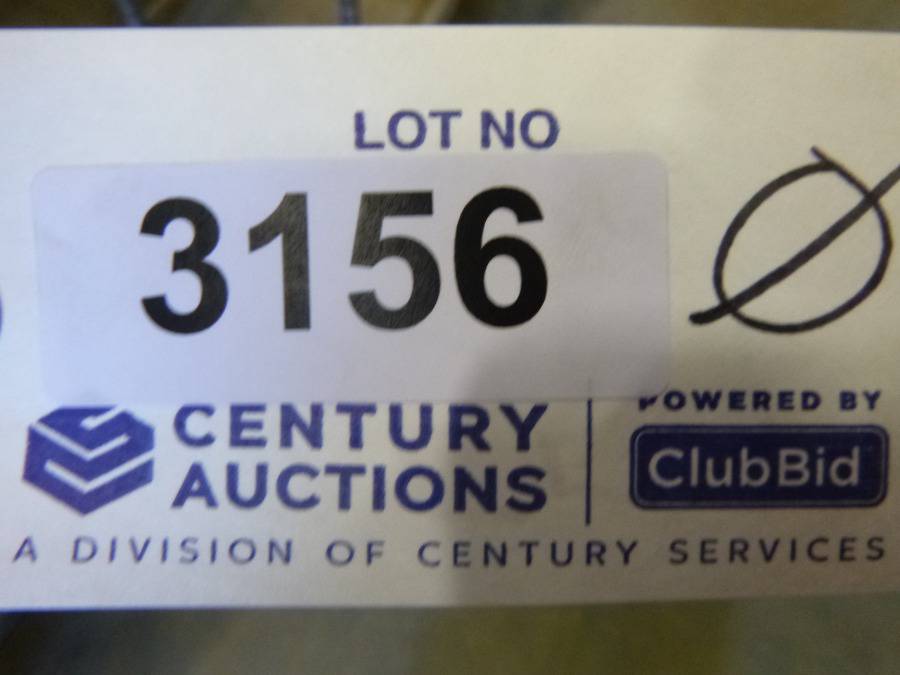 LOT NO
3156 Ø
CENTURY
AUCTIONS
POWERED BY
ClubBid
A DIVISION OF CENTURY SERVICES